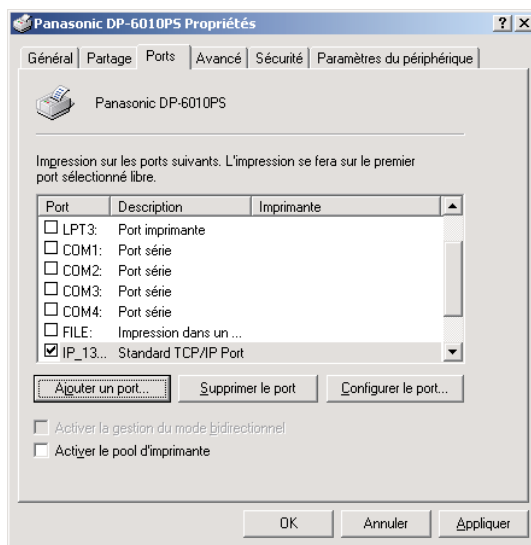 Panasonic DP-6010PS Propriétés
Général Partage Ports Avancé Sécurité Paramètres du périphérique
Panasonic DP-6010PS
Impression sur les ports suivants. L'impression se fera sur le premier
port sélectionné libre.
Port Description Imprimante
LPT3: Port imprimante
COM1: Port série
COM2: Port série
COM3: Port série
COM4: Port série
FILE: Impression dans un ...
IP_13... Standard TCP/IP Port
Ajouter un port... Supprimer le port Configurer le port...
Activer la gestion du mode bidirectionnel
Activer le pool d'imprimante
OK Annuler Appliquer